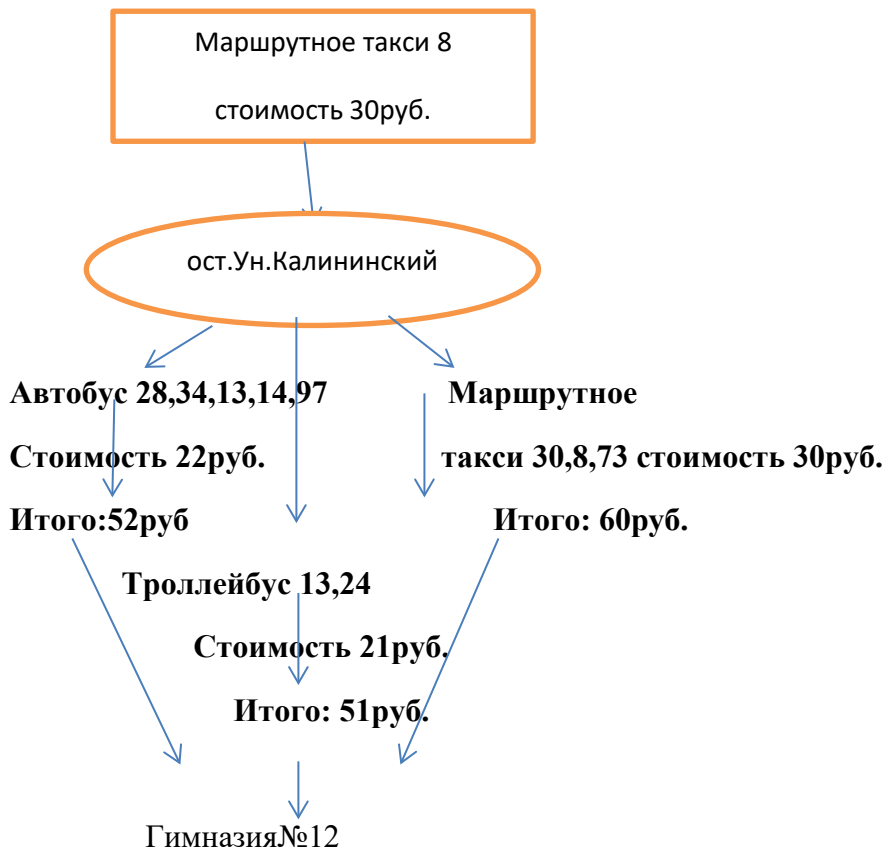 Маршрутное такси 8
стоимость 30руб.
ост.Ун.Калининский
Автобус 28,34,13,14,97
Маршрутное
Стоимость 22руб.
такси 30,8,73 стоимость 30руб.
Итого:52руб
Итого: 60руб.
Троллейбус 13,24
Стоимость 21руб.
Итого: 51руб.
Гимназия№12